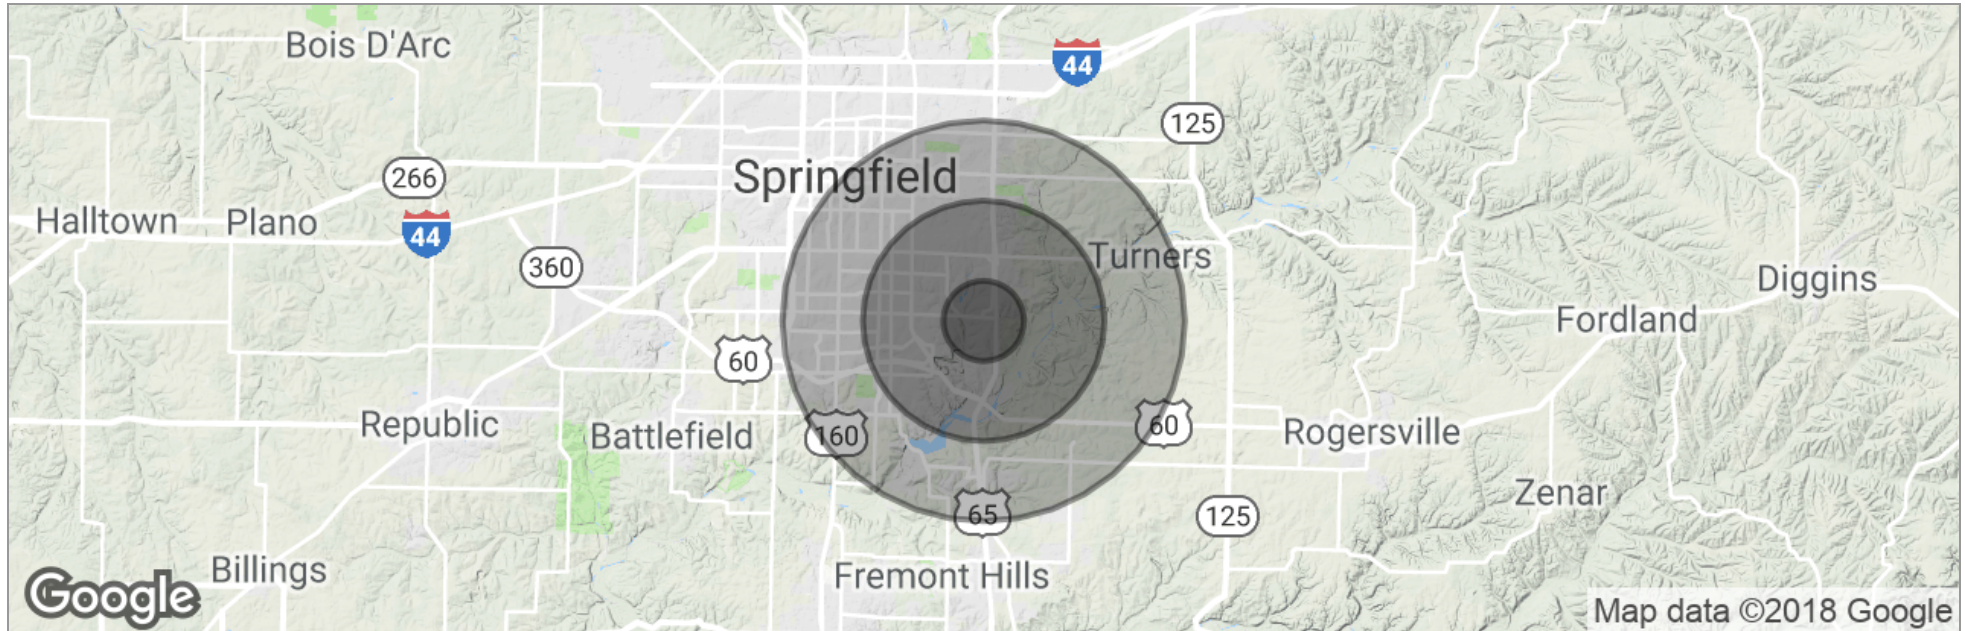 Bois D'Arc
44
125
Springfield
266
Halltown
Plano
44
360
Turners
Diggins
Fordland
60
Republic
Battlefield
160
60
Rogersville
Zenar
65
125
Billings
Fremont Hills
Google
Map data ©2018 Google